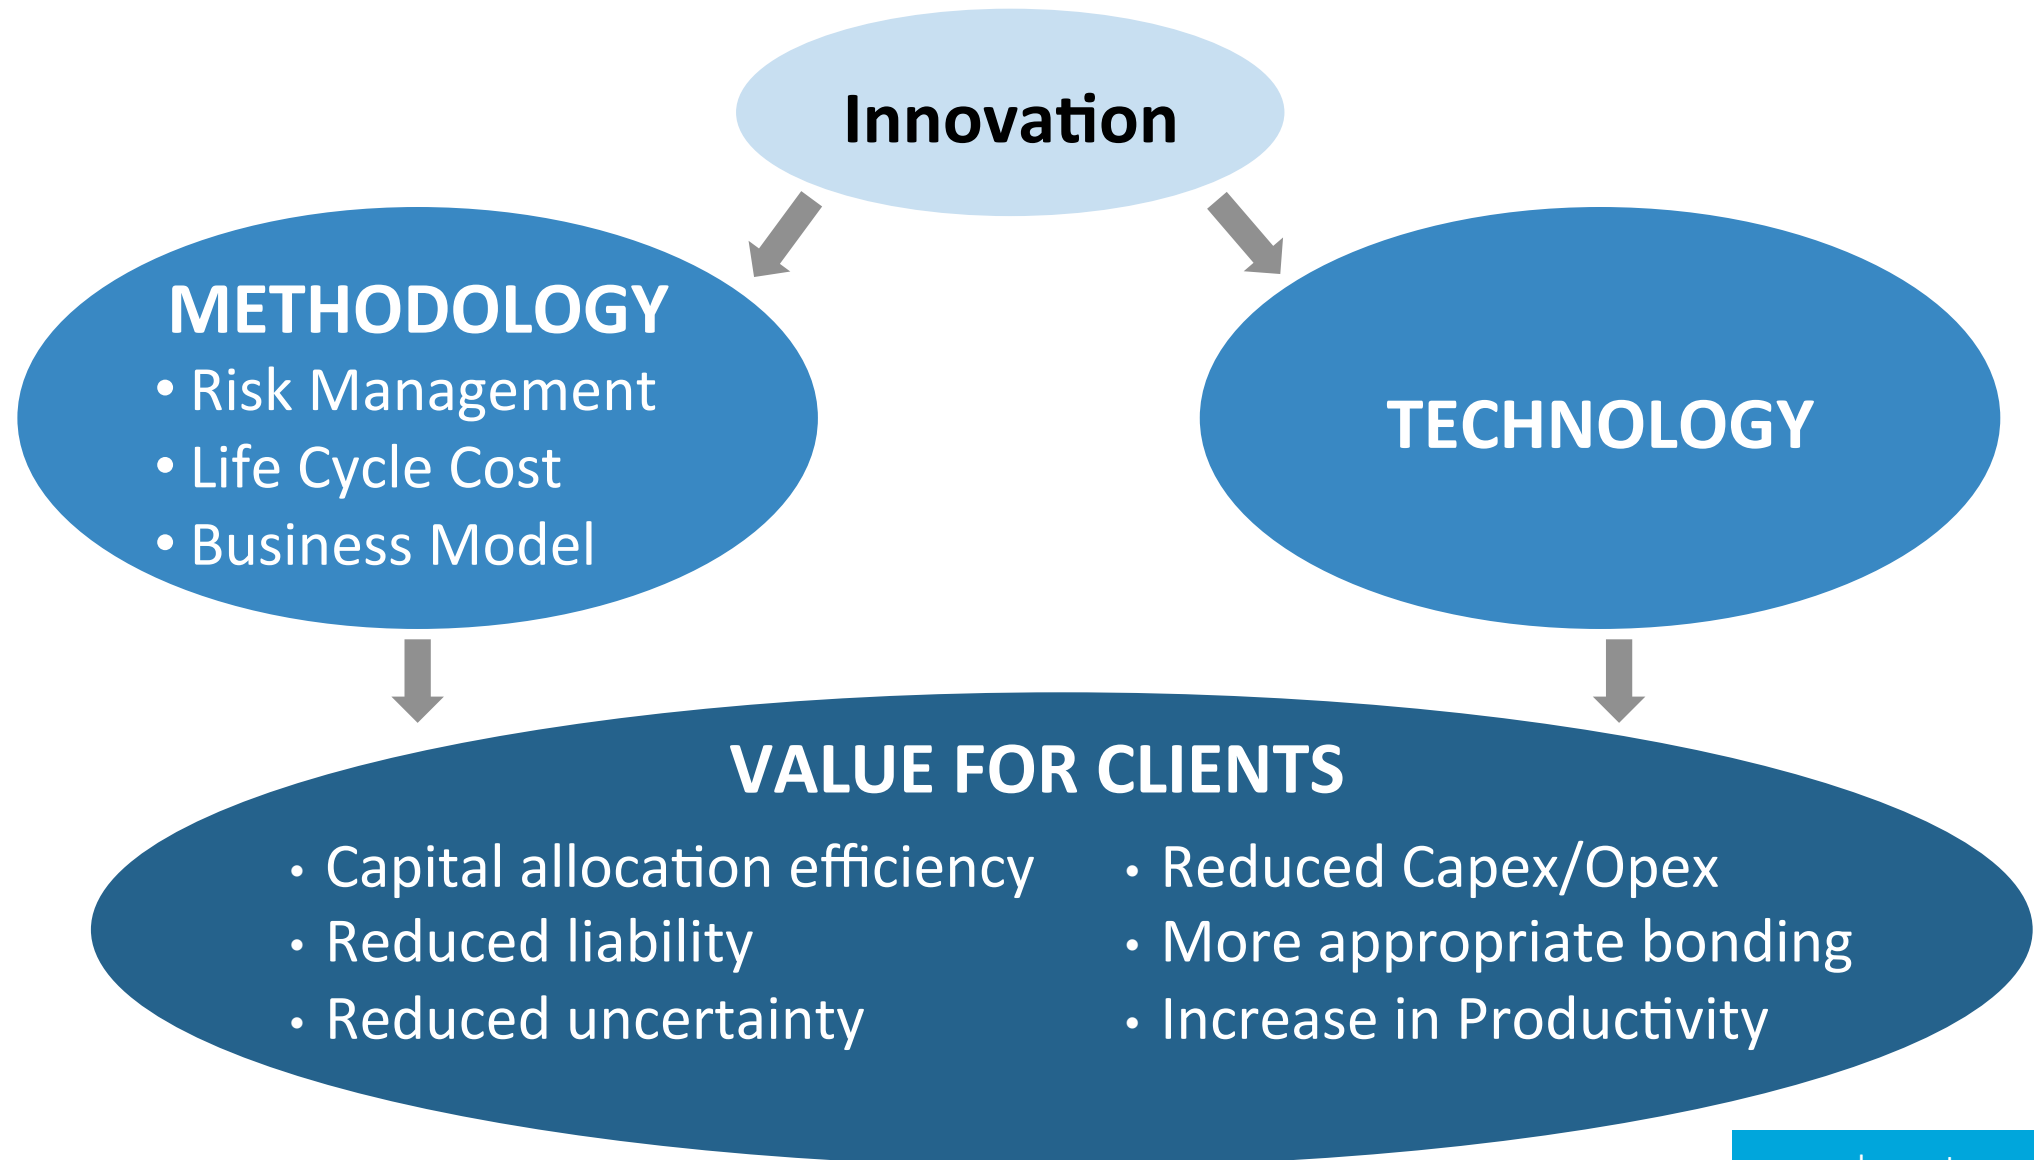 Innovation
METHODOLOGY
• Risk Management
• Life Cycle Cost
• Business Model
TECHNOLOGY
VALUE FOR CLIENTS
• Capital allocation efficiency
• Reduced liability
• Reduced uncertainty
• Reduced Capex/Opex
• More appropriate bonding
• Increase in Productivity